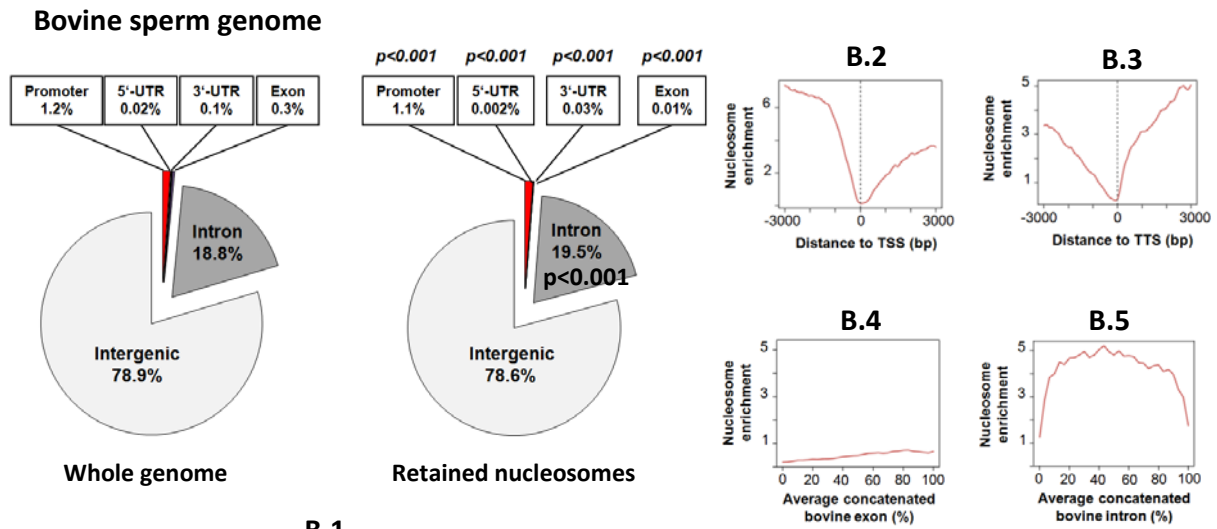 Bovine sperm genome
p<0.001 p<0.001 p<0.001 p<0.001
Promoter 1.2%
5'-UTR 0.02%
3'-UTR 0.1%
Exon 0.3%
Promoter 1.1%
5'-UTR 0.002%
3'-UTR 0.03%
Exon 0.01%
Intron
18.8%
Intergenic
78.9%
Whole genome
Intron
19.5%
p<0.001
Intergenic
78.6%
Retained nucleosomes
B.1
B.2
Nucleosome
enrichment
6
2
-3000 0 3000
Distance to TSS (bp)
B.3
Nucleosome
enrichment
5
3
1
-3000 0 3000
Distance to TTS (bp)
B.4
Nucleosome
enrichment
5
3
1
0 20 40 60 80 100
Average concatenated
bovine exon (%)
B.5
Nucleosome
enrichment
5
3
1
0 20 40 60 80 100
Average concatenated
bovine intron (%)